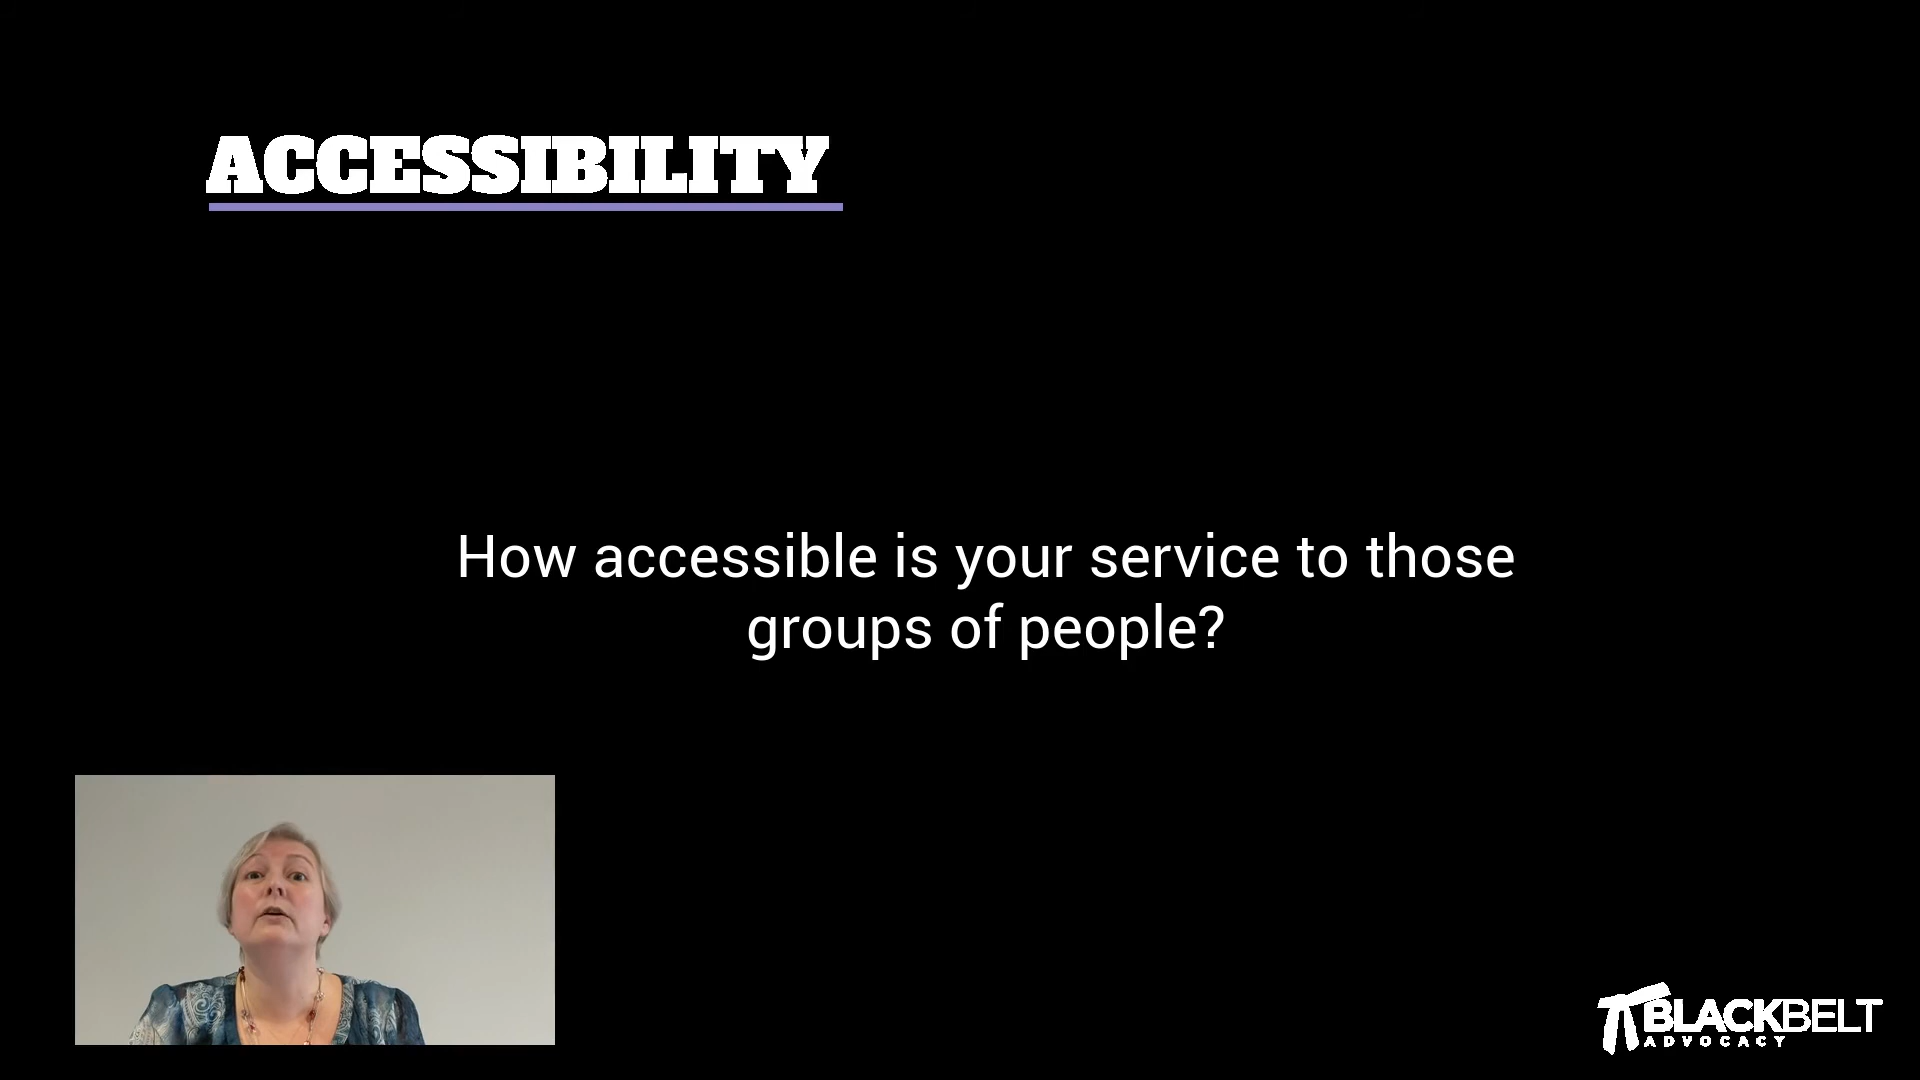 ACCESSIBILITY
How accessible is your service to those
groups of people?
BLACKBELT
ADVOCACY